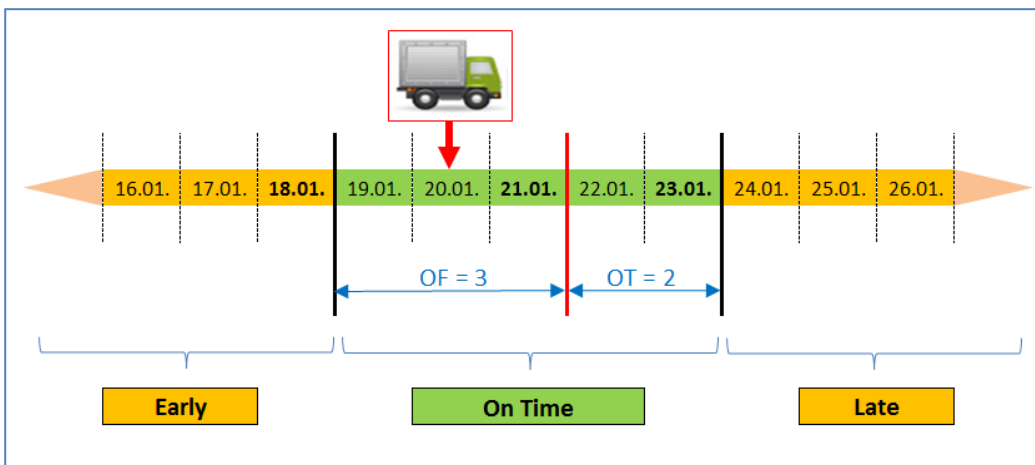 16.01. 17.01. 18.01. 19.01. 20.01. 21.01. 22.01. 23.01. 24.01. 25.01. 26.01.
OF = 3 OT = 2
Early On Time Late